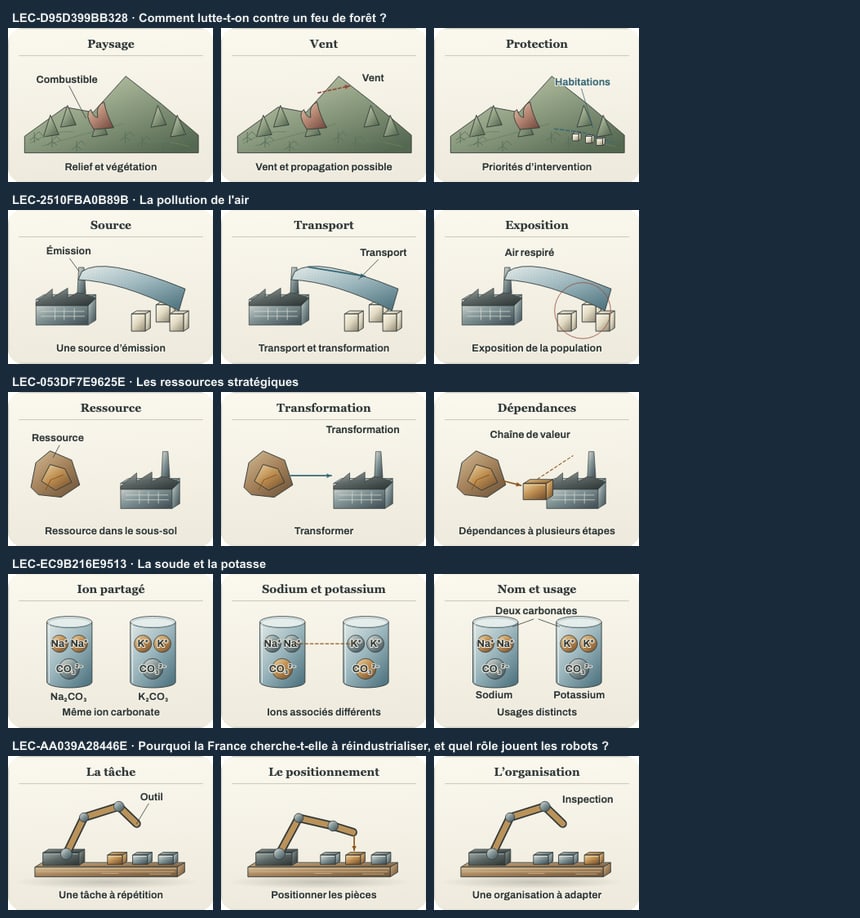 LEC-D95D399BB328 · Comment lutte-t-on contre un feu de forêt ?
Paysage
Combustible
Relief et végétation
Vent
Vent
Vent et propagation possible
Protection
Habitations
Priorités d’intervention
LEC-2510FBA0B89B · La pollution de l'air
Source
Émission
Une source d’émission
Transport
Transport
Transport et transformation
Exposition
Air respiré
Exposition de la population
LEC-053DF7E9625E · Les ressources stratégiques
Ressource
Ressource
Ressource dans le sous-sol
Transformation
Transformation
Transformer
Dépendances
Chaîne de valeur
Dépendances à plusieurs étapes
LEC-EC9B216E9513 · La soude et la potasse
Ion partagé
Na⁺ Na⁺ K⁺ K⁺
CO₃²⁻ CO₃²⁻
Na₂CO₃ K₂CO₃
Même ion carbonate
Sodium et potassium
Na⁺ Na⁺ K⁺ K⁺
CO₃²⁻ CO₃²⁻
Ions associés différents
Nom et usage
Deux carbonates
Na⁺ Na⁺ K⁺ K⁺
CO₃²⁻ CO₃²⁻
Sodium Potassium
Usages distincts
LEC-AA039A28446E · Pourquoi la France cherche-t-elle à réindustrialiser, et quel rôle jouent les robots ?
La tâche
Outil
Une tâche à répétition
Le positionnement
Positionner les pièces
L’organisation
Inspection
Une organisation à adapter